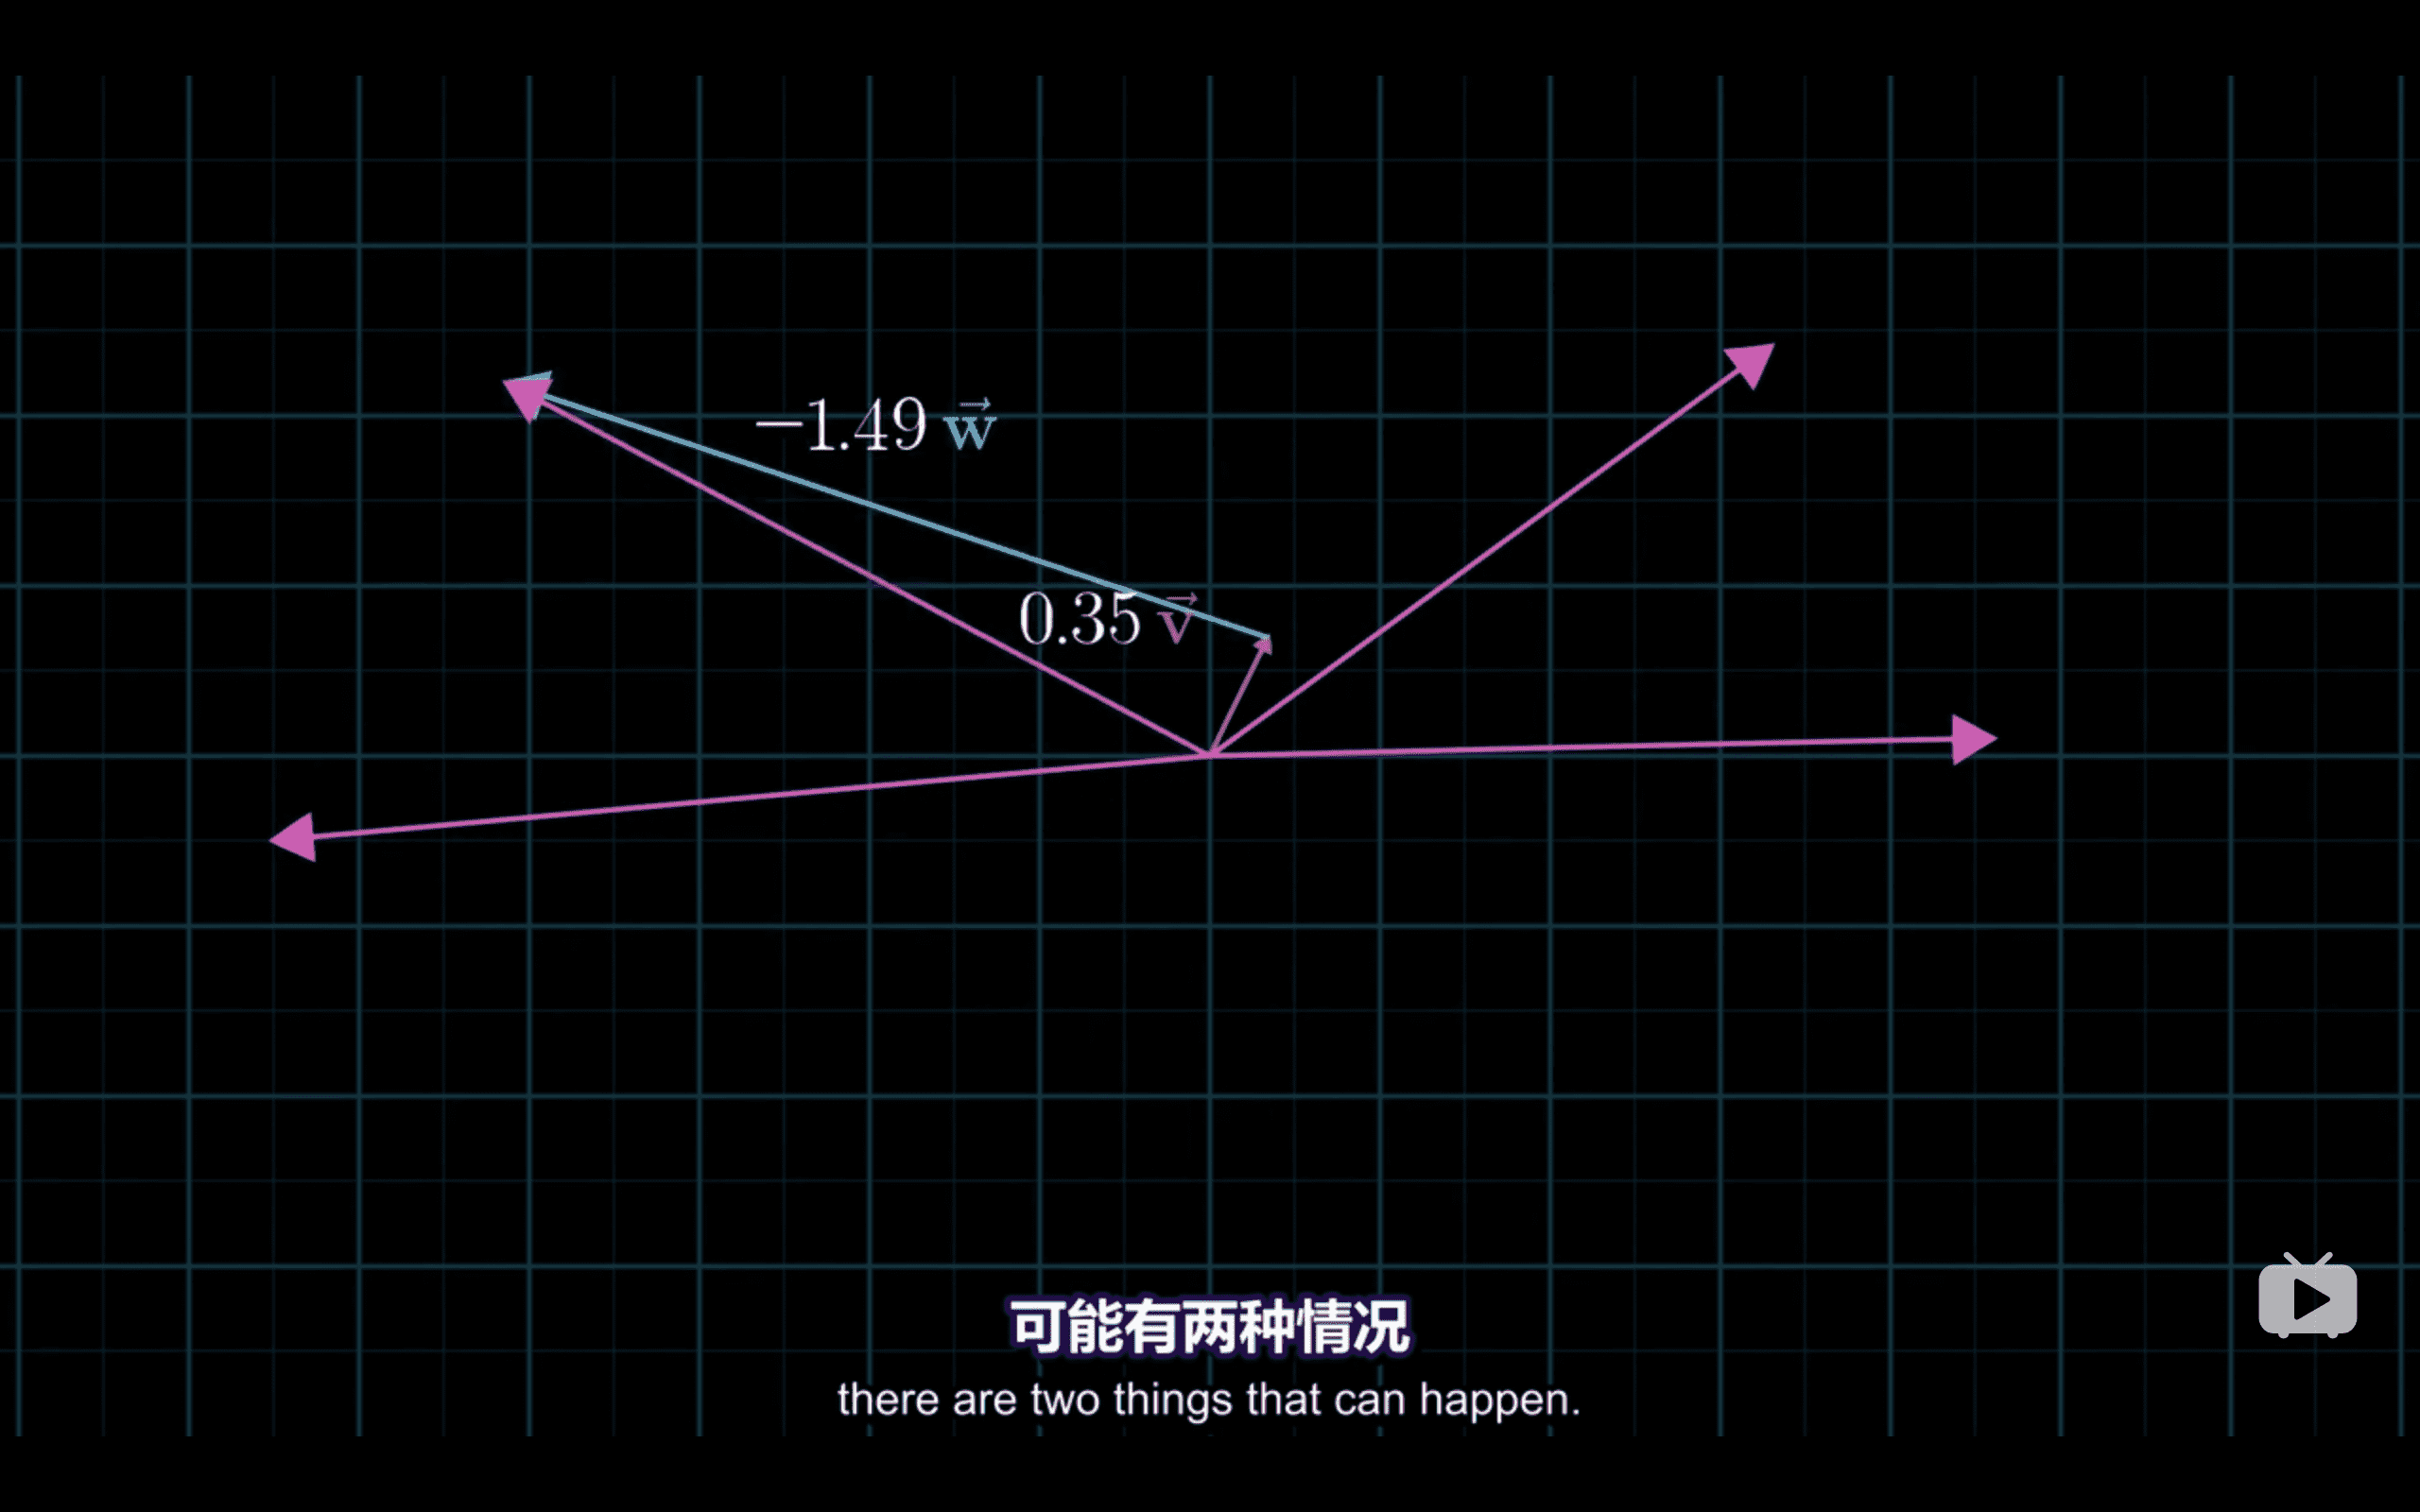 −1.49 w⃗
0.35 v⃗
可能有两种情况
there are two things that can happen.